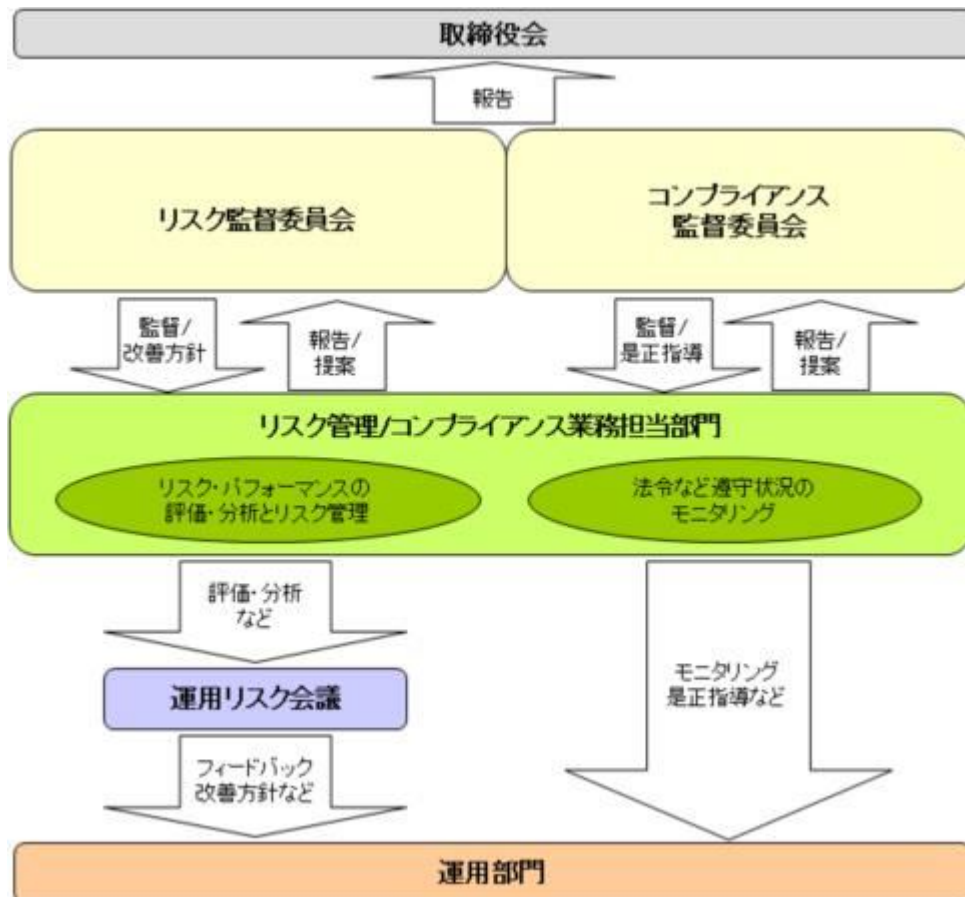 取締役会
報告
リスク監督委員会
コンプライアンス
監督委員会
監督/
改善方針
報告/
提案
監督/
是正指導
報告/
提案
リスク管理/コンプライアンス業務担当部門
リスク・パフォーマンスの
評価・分析とリスク管理
法令など遵守状況の
モニタリング
評価・分析
など
運用リスク会議
モニタリング
是正指導など
フィードバック
改善方針など
運用部門